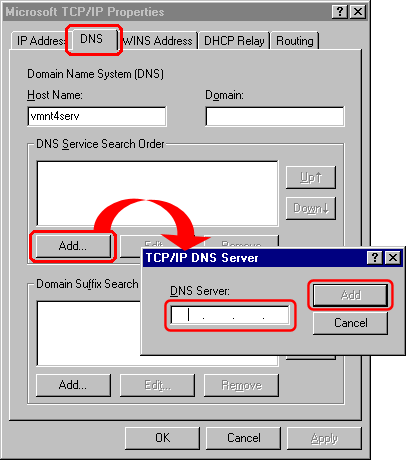 Microsoft TCP/IP Properties
IP Address DNS WINS Address DHCP Relay Routing
Domain Name System (DNS)
Host Name: Domain:
vmnt4serv
DNS Service Search Order
Up↑
Down↓
Add... Edit... Remove
TCP/IP DNS Server
DNS Server:
. . .
Add
Cancel
Domain Suffix Search
Add... Edit... Remove
OK Cancel Apply